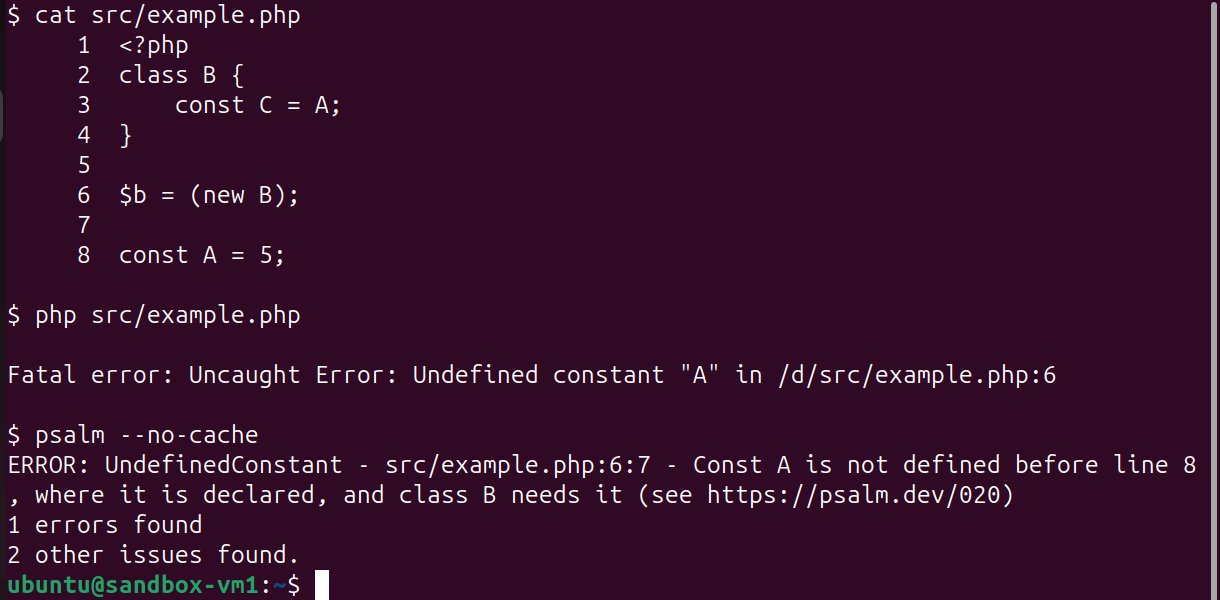 $ cat src/example.php
     1  <?php
     2  class B {
     3      const C = A;
     4  }
     5
     6  $b = (new B);
     7
     8  const A = 5;

$ php src/example.php

Fatal error: Uncaught Error: Undefined constant "A" in /d/src/example.php:6

$ psalm --no-cache
ERROR: UndefinedConstant - src/example.php:6:7 - Const A is not defined before line 8
, where it is declared, and class B needs it (see https://psalm.dev/020)
1 errors found
2 other issues found.
ubuntu@sandbox-vm1:~$